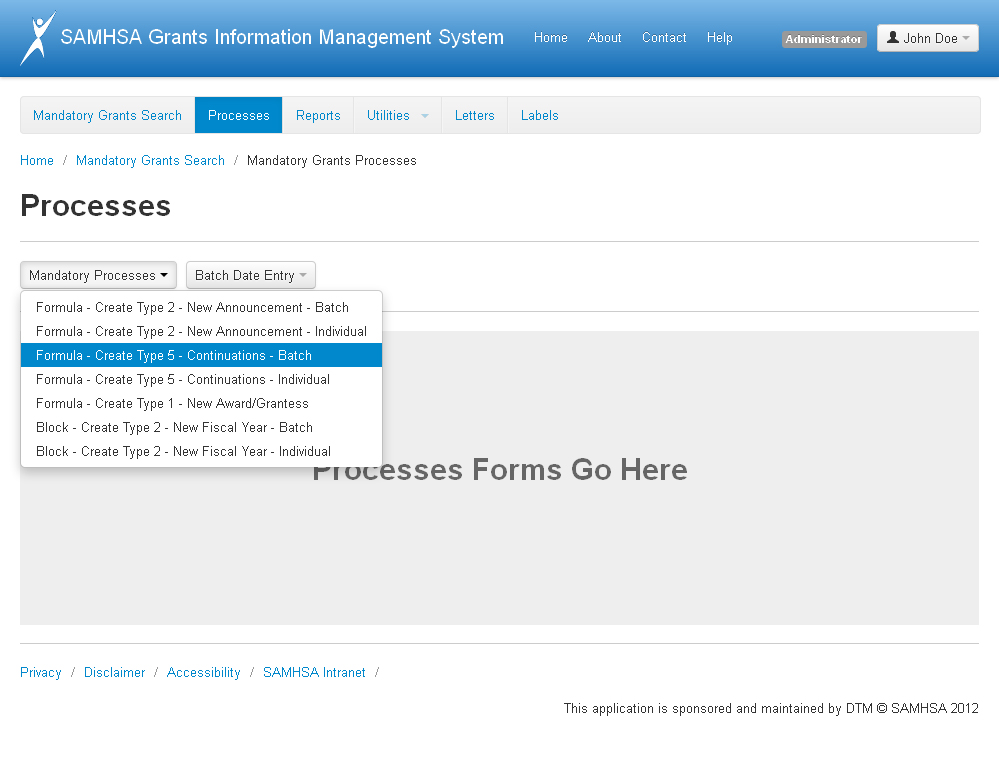 SAMHSA Grants Information Management System Home About Contact Help Administrator John Doe
Mandatory Grants Search Processes Reports Utilities Letters Labels
Home / Mandatory Grants Search / Mandatory Grants Processes
Processes
Mandatory Processes Batch Date Entry
Formula - Create Type 2 - New Announcement - Batch
Formula - Create Type 2 - New Announcement - Individual
Formula - Create Type 5 - Continuations - Batch
Formula - Create Type 5 - Continuations - Individual
Formula - Create Type 1 - New Award/Grantess
Block - Create Type 2 - New Fiscal Year - Batch
Block - Create Type 2 - New Fiscal Year - Individual
Processes Forms Go Here
Privacy / Disclaimer / Accessibility / SAMHSA Intranet /
This application is sponsored and maintained by DTM © SAMHSA 2012